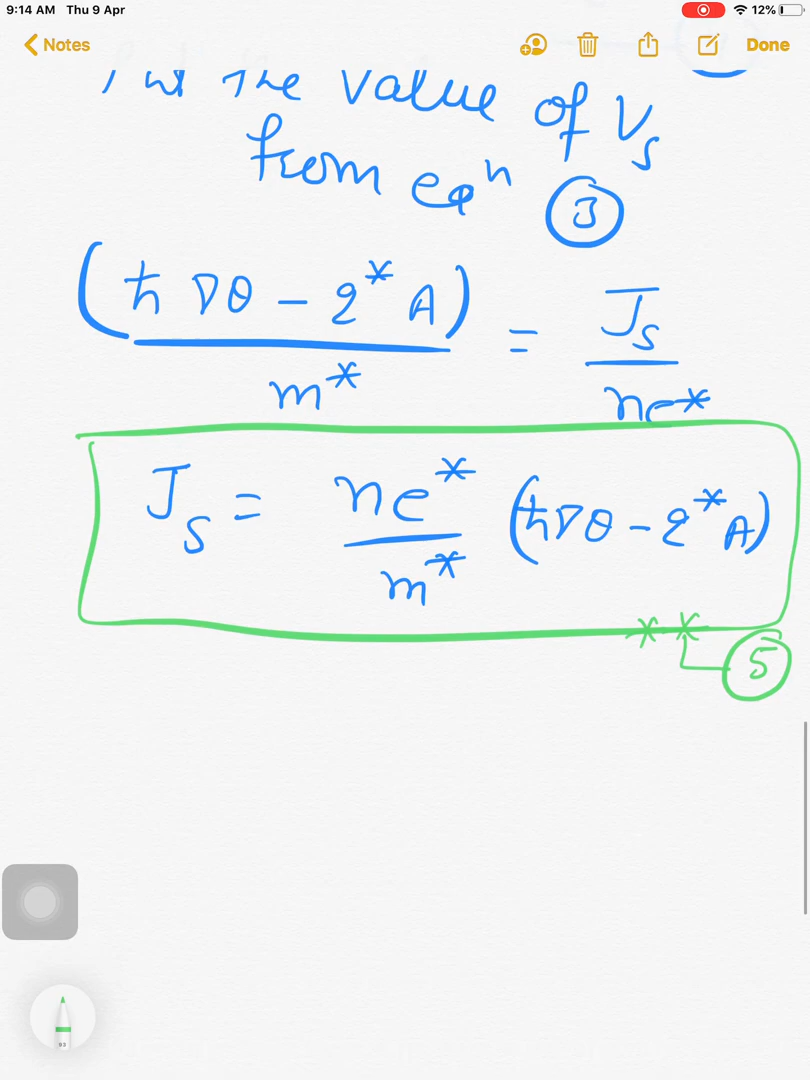 9:14 AM Thu 9 Apr
12%
Notes
Done
the value of Vs
from eqn 3
(ℏ∇θ - 2*A) / m* = Js / ne*
Js = ne* / m* (ℏ∇θ - 2*A)
** 5
93